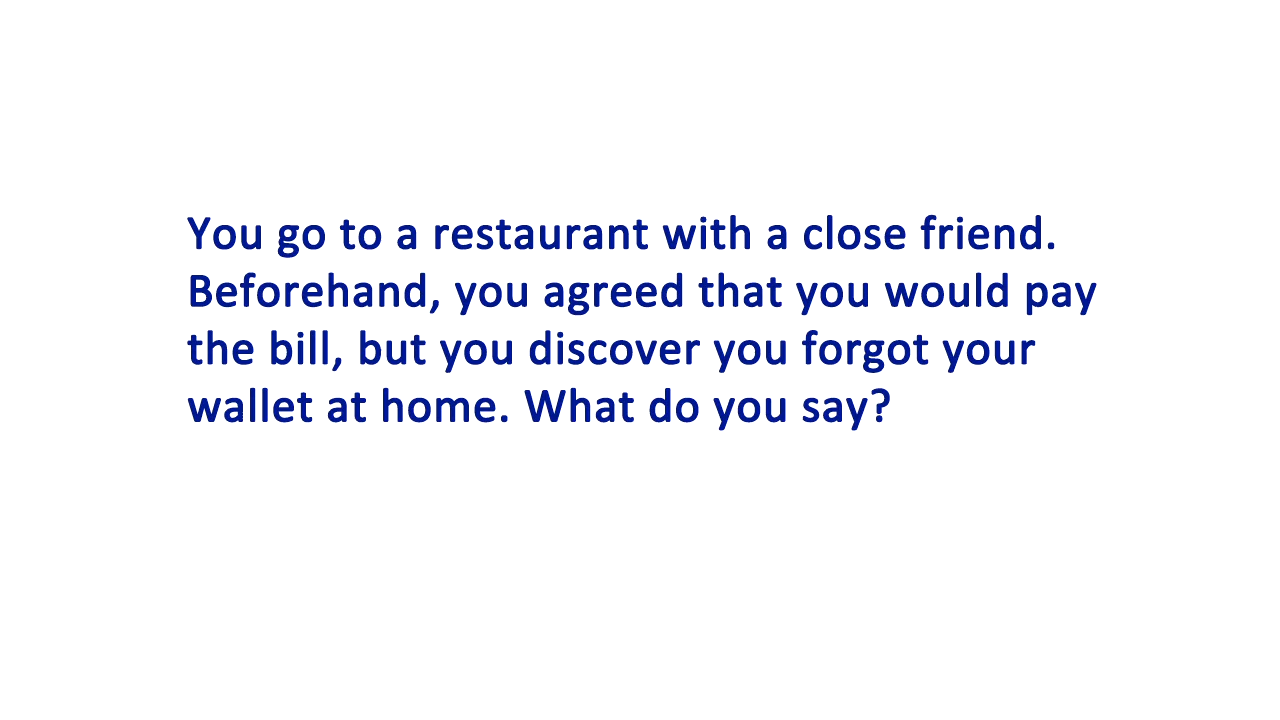 You go to a restaurant with a close friend.
Beforehand, you agreed that you would pay
the bill, but you discover you forgot your
wallet at home. What do you say?